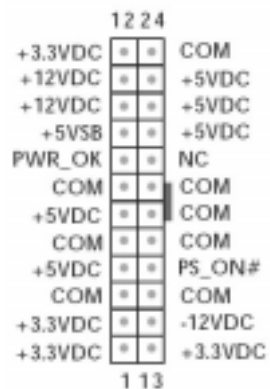 12 24
+3.3VDC COM
+12VDC +5VDC
+12VDC +5VDC
+5VSB +5VDC
PWR_OK NC
COM COM
+5VDC COM
COM COM
+5VDC PS_ON#
COM COM
+3.3VDC -12VDC
+3.3VDC +3.3VDC
1 13